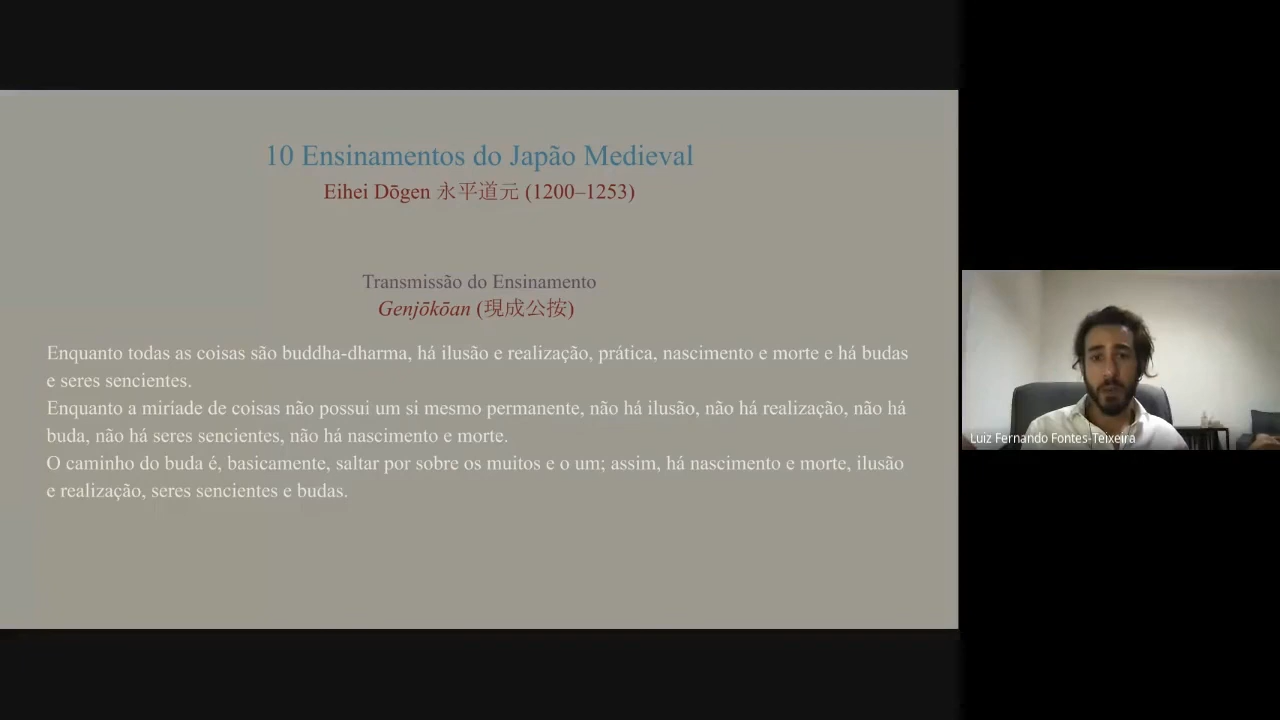 10 Ensinamentos do Japão Medieval
Eihei Dōgen 永平道元 (1200–1253)
Transmissão do Ensinamento
Genjōkōan (現成公按)
Enquanto todas as coisas são buddha-dharma, há ilusão e realização, prática, nascimento e morte e há budas
e seres sencientes.
Enquanto a miríade de coisas não possui um si mesmo permanente, não há ilusão, não há realização, não há
buda, não há seres sencientes, não há nascimento e morte.
O caminho do buda é, basicamente, saltar por sobre os muitos e o um; assim, há nascimento e morte, ilusão
e realização, seres sencientes e budas.
Luiz Fernando Fontes-Teixeira